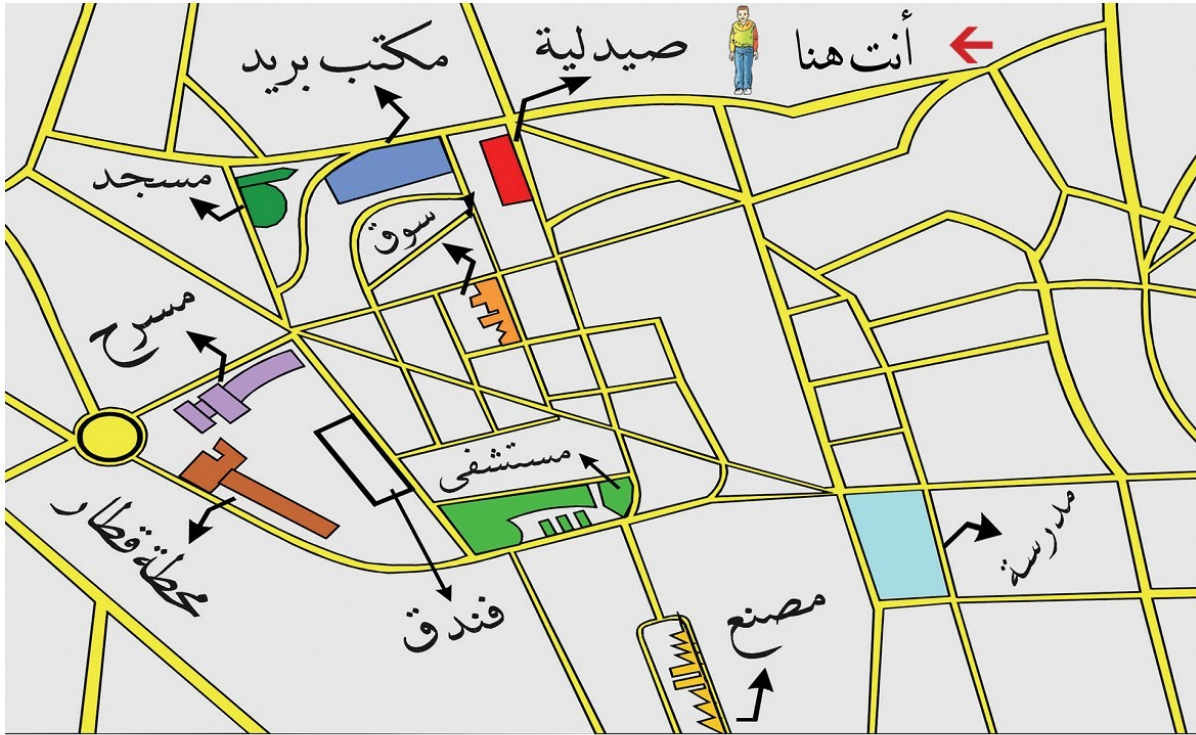 أنت هنا
صيدلية
مكتب بريد
مسجد
سوق
مسرح
مستشفى
مدرسة
محطة قطار
فندق
مصنع